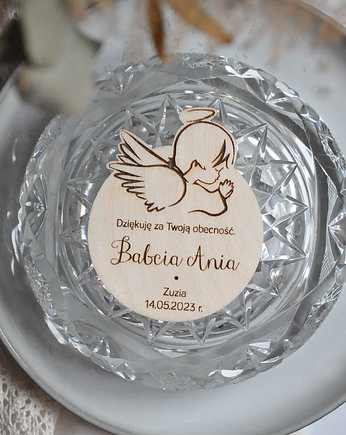 Dziękuję za Twoją obecność.
Babcia Ania
Zuzia
14.05.2023 r.